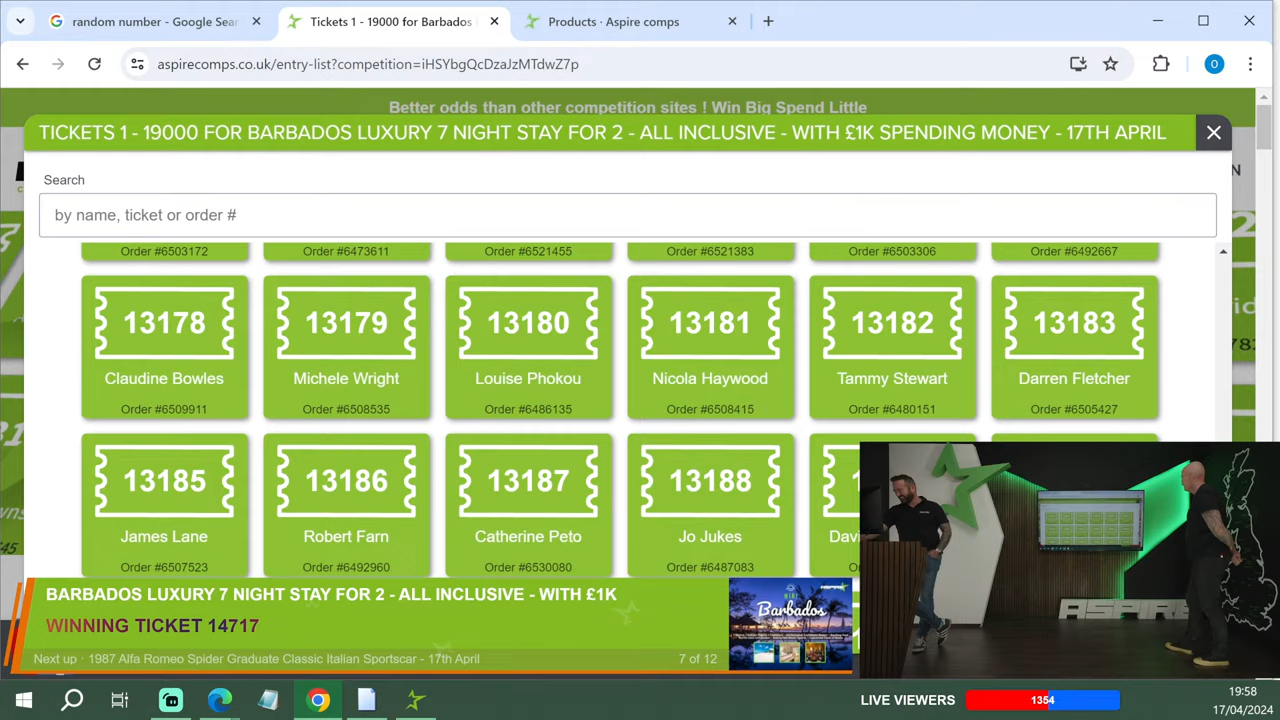 random number - Google Sear
Tickets 1 - 19000 for Barbados
Products · Aspire comps
aspirecomps.co.uk/entry-list?competition=iHSYbgQcDzaJzMTdwZ7p
0
Better odds than other competition sites ! Win Big Spend Little
TICKETS 1 - 19000 FOR BARBADOS LUXURY 7 NIGHT STAY FOR 2 - ALL INCLUSIVE - WITH £1K SPENDING MONEY - 17TH APRIL
Search
by name, ticket or order #
Order #6503172 Order #6473611 Order #6521455 Order #6521383 Order #6503306 Order #6492667
13178 13179 13180 13181 13182 13183
Claudine Bowles Michele Wright Louise Phokou Nicola Haywood Tammy Stewart Darren Fletcher
Order #6509911 Order #6508535 Order #6486135 Order #6508415 Order #6480151 Order #6505427
13185 13186 13187 13188
James Lane Robert Farn Catherine Peto Jo Jukes Davi
Order #6507523 Order #6492960 Order #6530080 Order #6487083
BARBADOS LUXURY 7 NIGHT STAY FOR 2 - ALL INCLUSIVE - WITH £1K
WINNING TICKET 14717
Next up · 1987 Alfa Romeo Spider Graduate Classic Italian Sportscar - 17th April
7 of 12
WIN!
Barbados
ASPIRE
LIVE VIEWERS 1354
19:58
17/04/2024